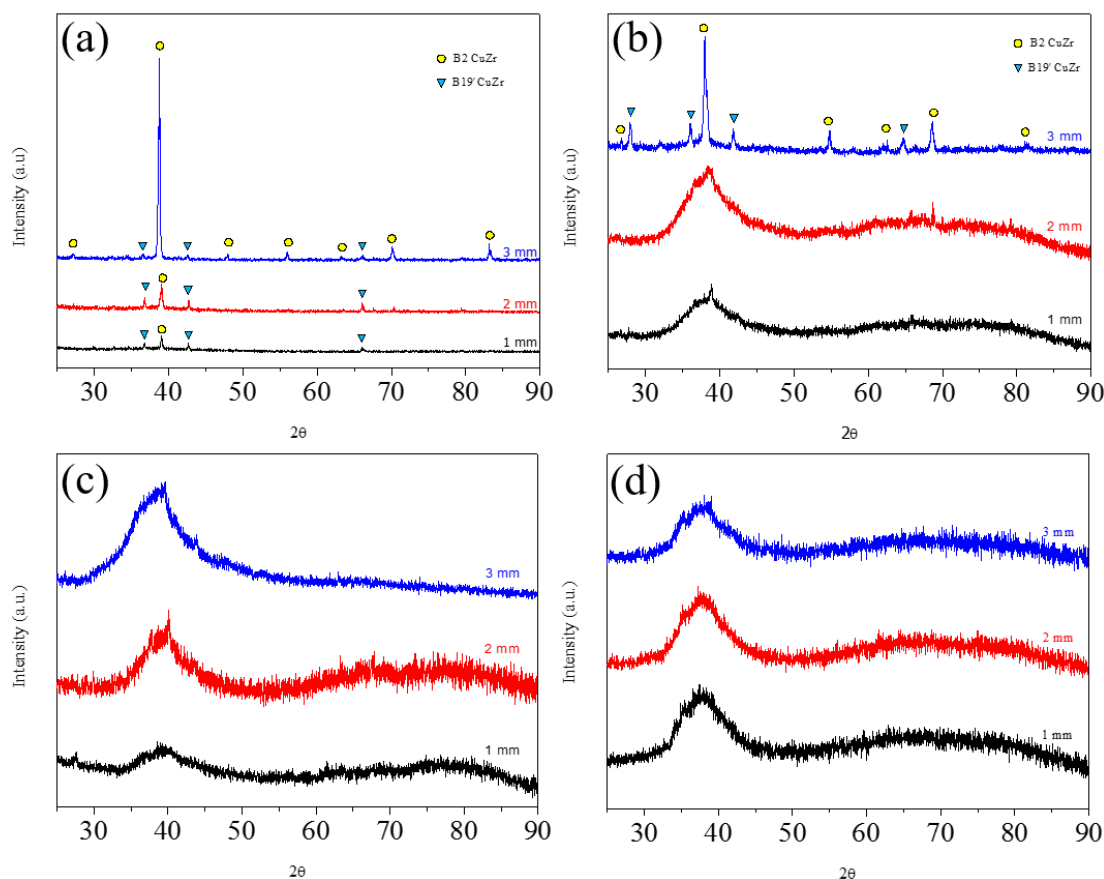 (a)
B2 CuZr
B19' CuZr
3 mm
2 mm
1 mm
Intensity (a.u)
30 40 50 60 70 80 90
2θ
(b)
B2 CuZr
B19' CuZr
3 mm
2 mm
1 mm
Intensity (a.u)
30 40 50 60 70 80 90
2θ
(c)
3 mm
2 mm
1 mm
Intensity (a.u.)
30 40 50 60 70 80 90
2θ
(d)
3 mm
2 mm
1 mm
Intensity (a.u.)
30 40 50 60 70 80 90
2θ